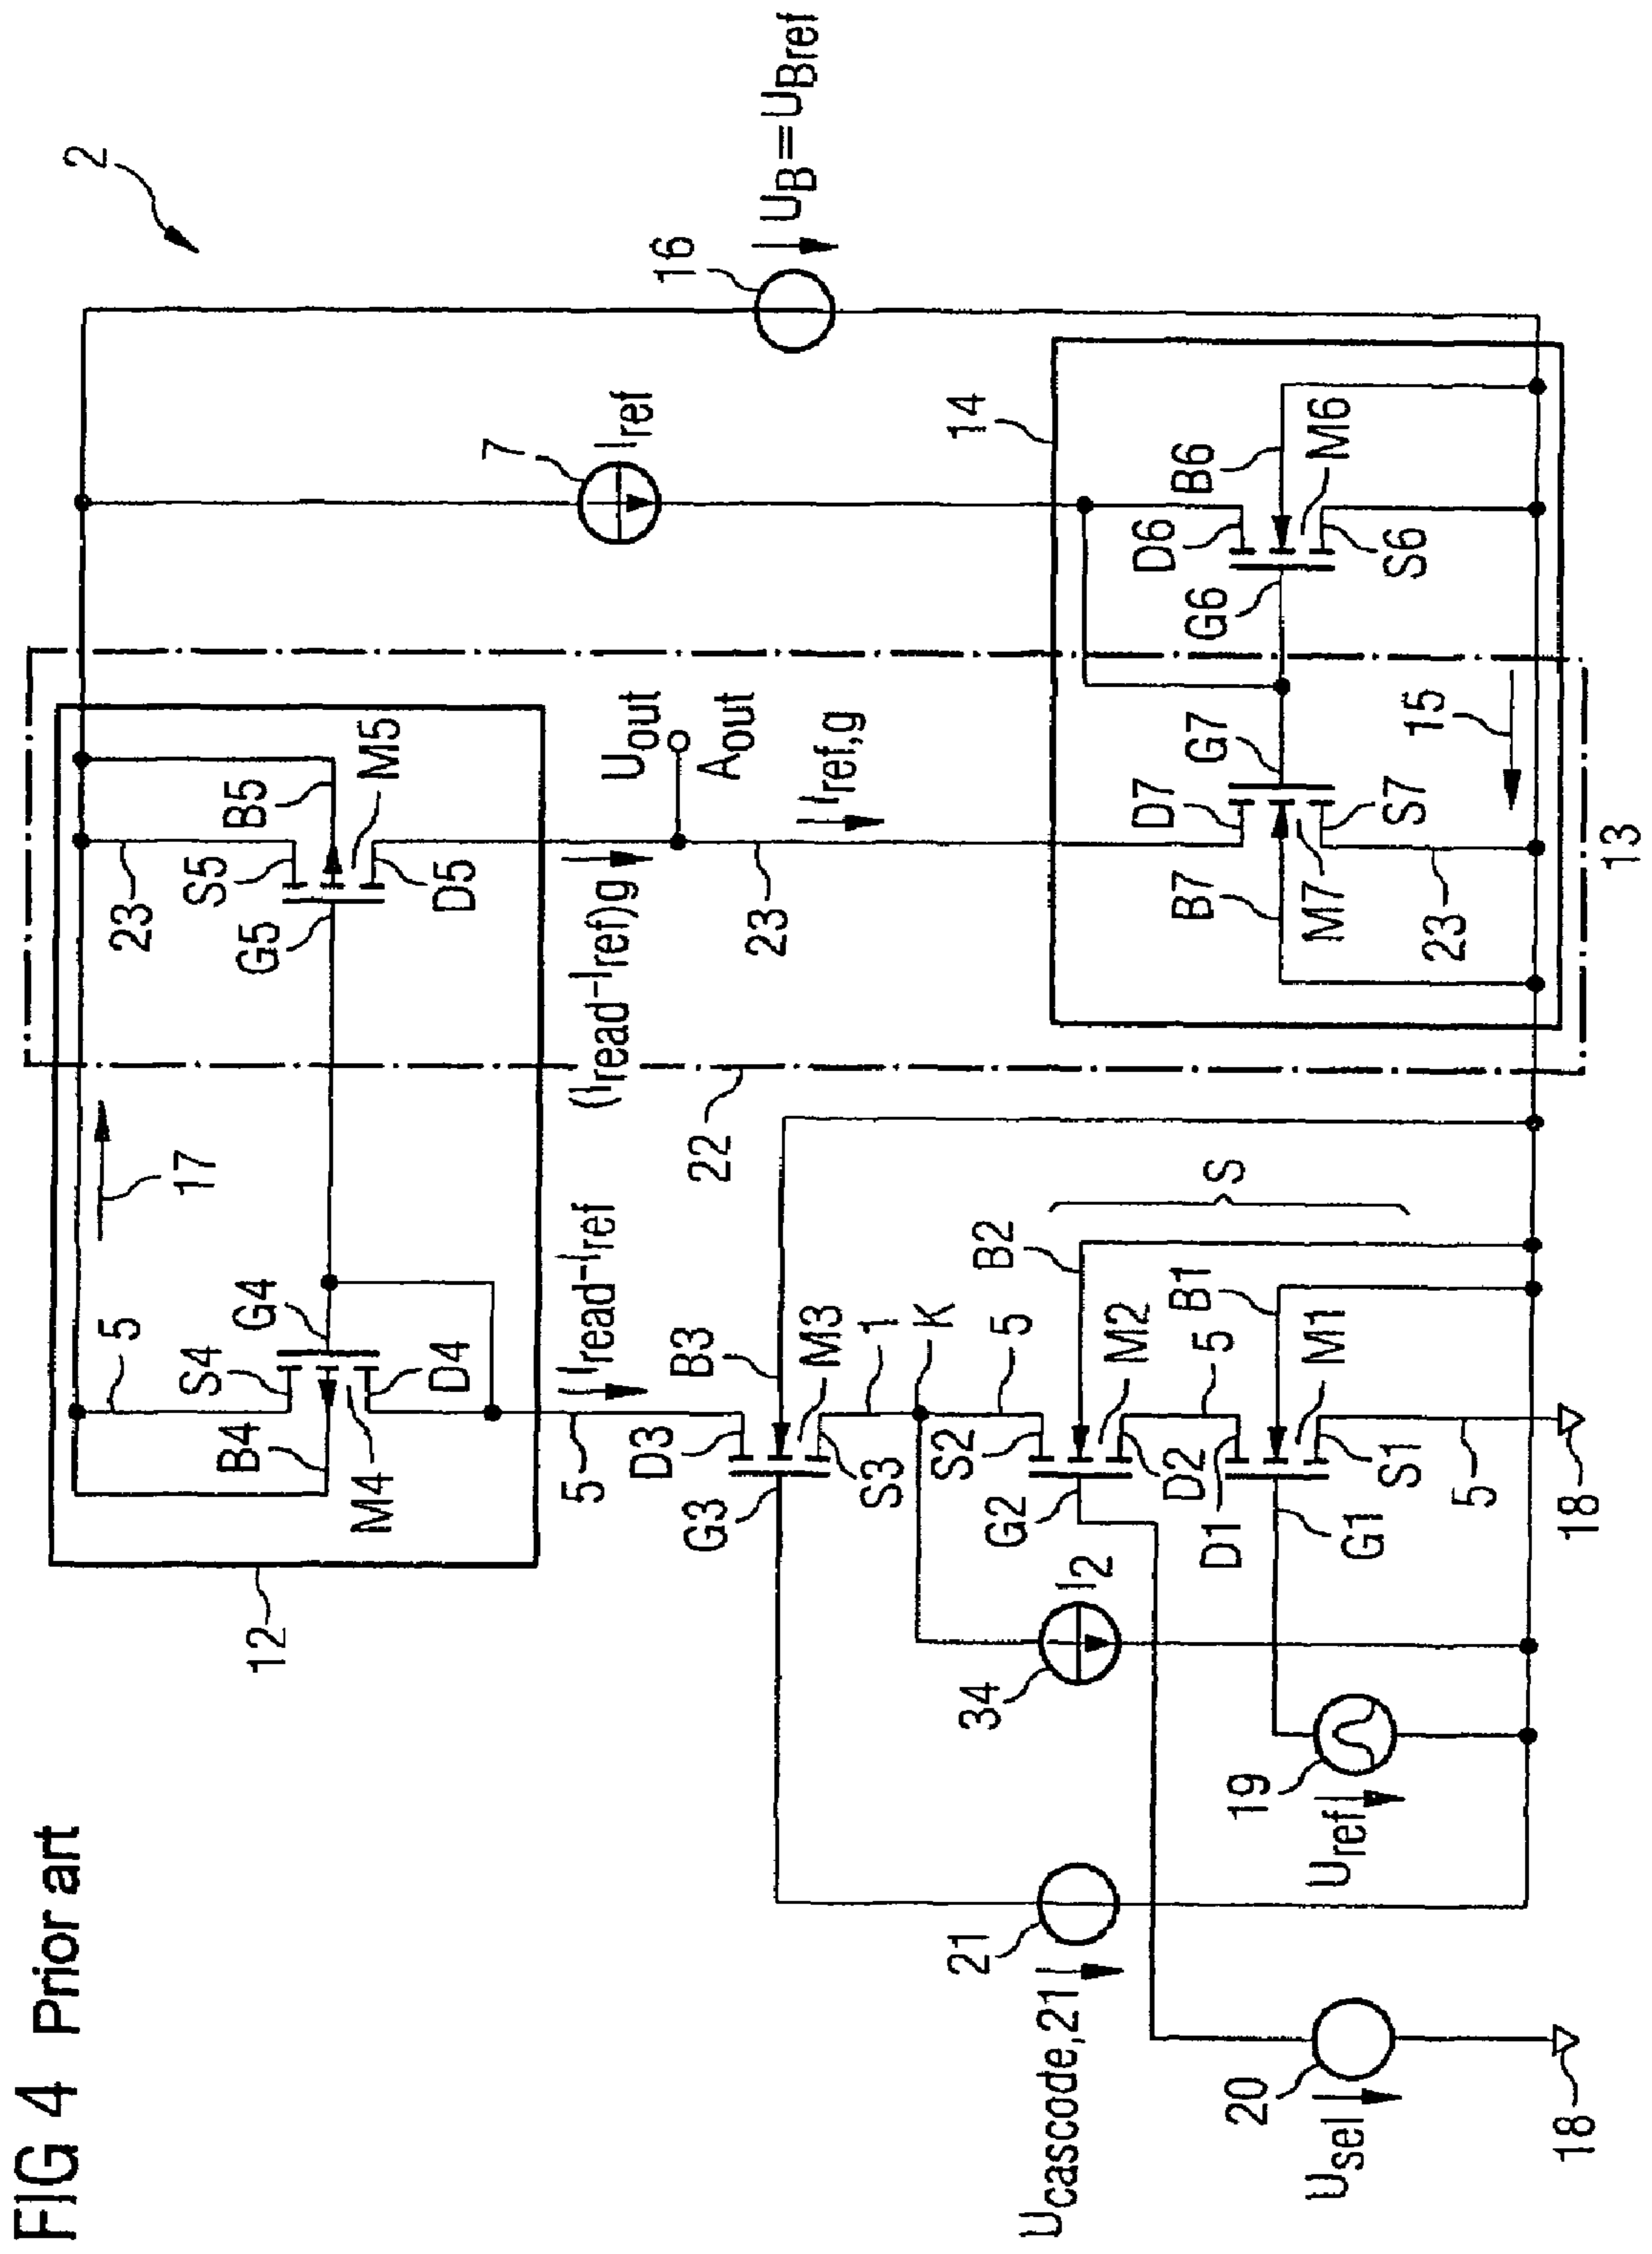 FIG 4 Prior art
2
16
U_B=U_Bref
7
I_ref
14
12
17
5
S4
G4
B4
M4
D4
23
S5
G5
B5
M5
D5
I_read-I_ref
(I_read-I_ref)g
U_out
A_out
I_ref,g
23
22
5
D3
B3
G3
M3
S3
1
K
5
S2
B2
G2
M2
D2
S
5
D1
B1
G1
M1
S1
5
18
34
I_2
19
U_ref
21
U_cascode,21
20
U_sel
18
D7
G7
B7
M7
S7
23
15
13
D6
G6
B6
M6
S6